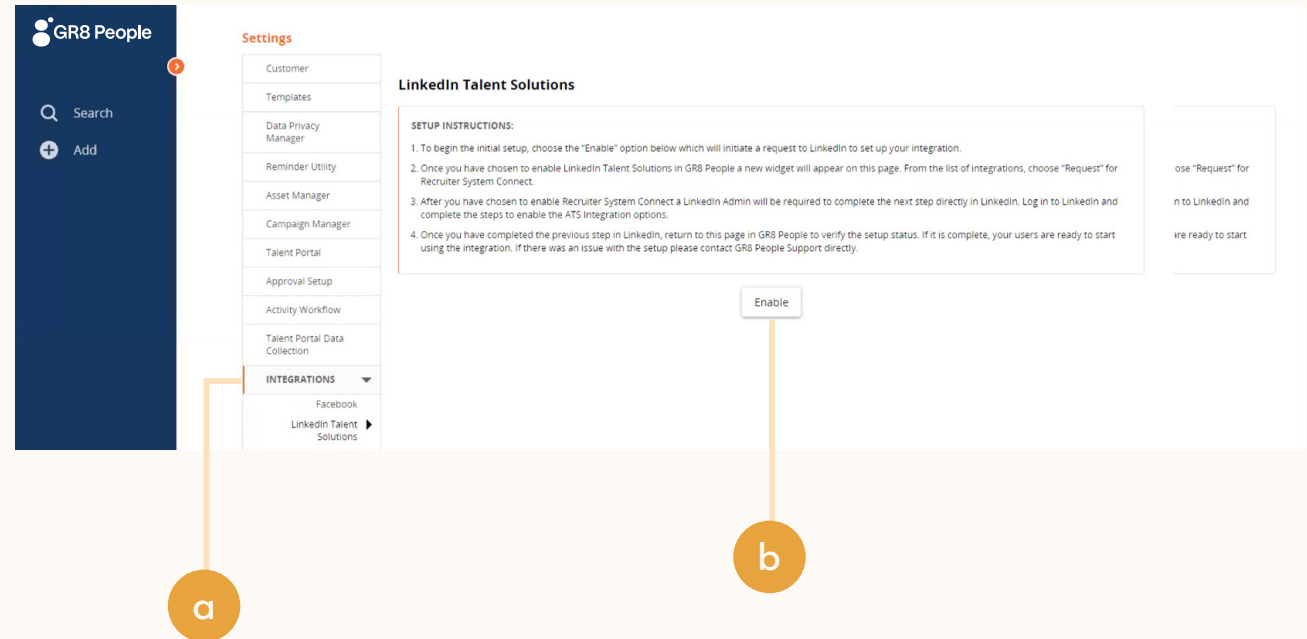 GR8 People
Search
Add
Settings
Customer
Templates
Data Privacy
Manager
Reminder Utility
Asset Manager
Campaign Manager
Talent Portal
Approval Setup
Activity Workflow
Talent Portal Data
Collection
INTEGRATIONS
Facebook
LinkedIn Talent
Solutions
LinkedIn Talent Solutions
SETUP INSTRUCTIONS:
1. To begin the initial setup, choose the "Enable" option below which will initiate a request to LinkedIn to set up your integration.
2. Once you have chosen to enable LinkedIn Talent Solutions in GR8 People a new widget will appear on this page. From the list of integrations, choose "Request" for
Recruiter System Connect.
3. After you have chosen to enable Recruiter System Connect a LinkedIn Admin will be required to complete the next step directly in LinkedIn. Log in to LinkedIn and
complete the steps to enable the ATS Integration options.
4. Once you have completed the previous step in LinkedIn, return to this page in GR8 People to verify the setup status. If it is complete, your users are ready to start
using the integration. If there was an issue with the setup please contact GR8 People Support directly.
ose "Request" for
n to LinkedIn and
re ready to start
Enable
a
b